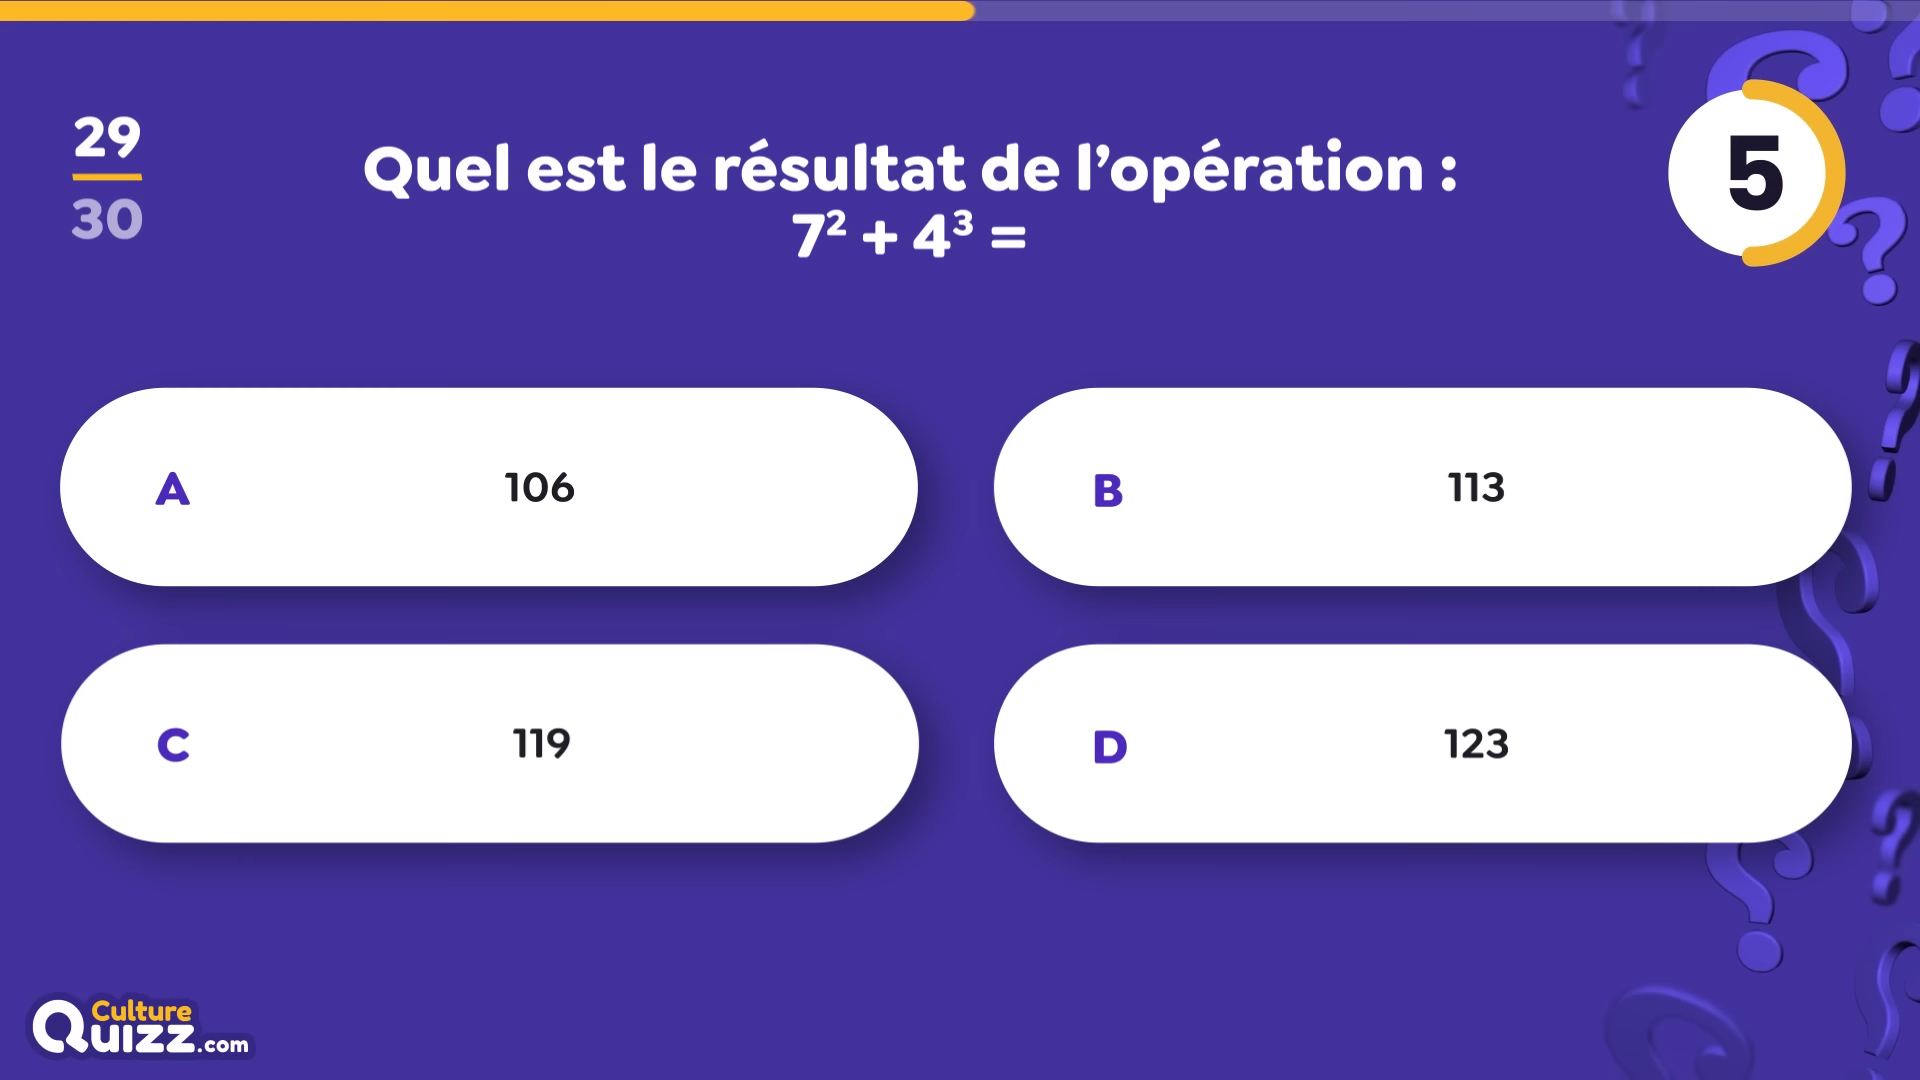 29
30
Quel est le résultat de l’opération :
7² + 4³ =
5
A 106
B 113
C 119
D 123
Culture
Quizz.com